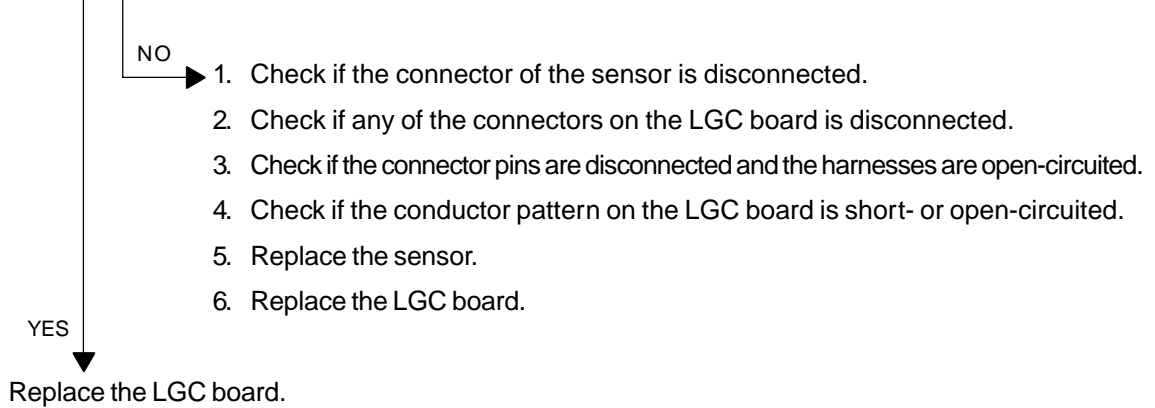 NO
1. Check if the connector of the sensor is disconnected.
2. Check if any of the connectors on the LGC board is disconnected.
3. Check if the connector pins are disconnected and the harnesses are open-circuited.
4. Check if the conductor pattern on the LGC board is short- or open-circuited.
5. Replace the sensor.
6. Replace the LGC board.
YES
Replace the LGC board.